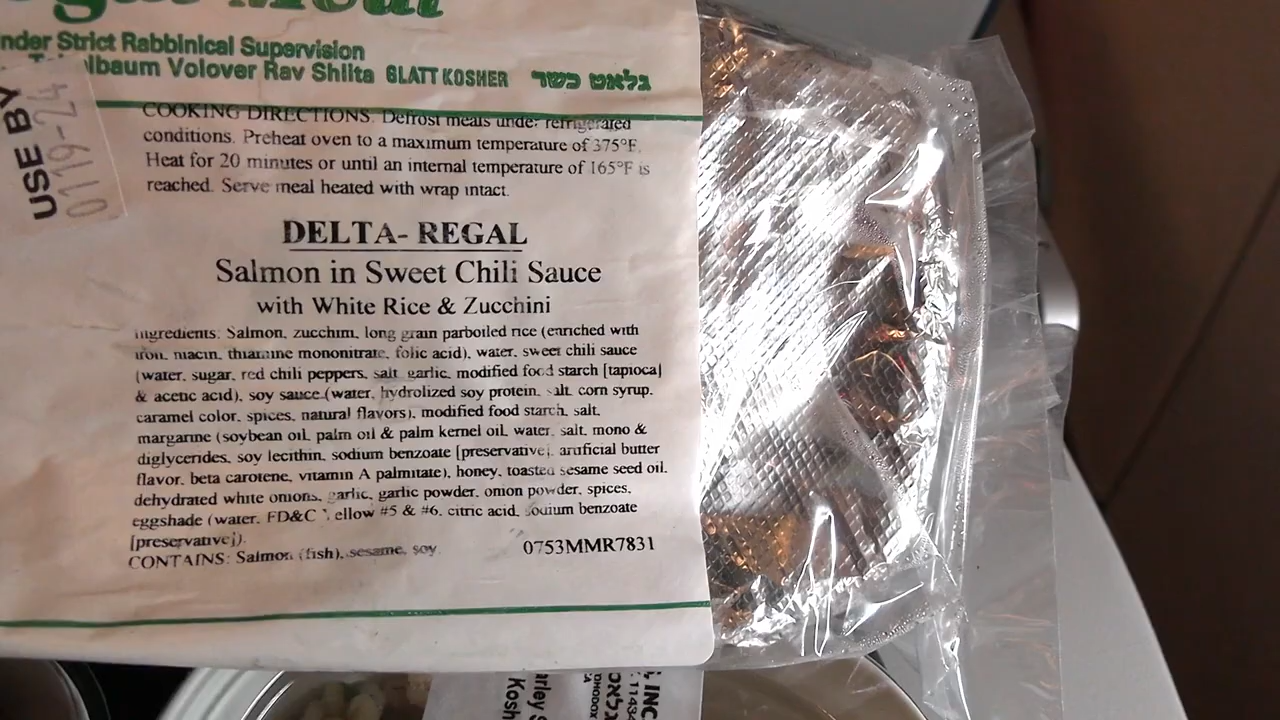 nder Strict Rabbinical Supervision
lbaum Volover Rav Shlita GLATT KOSHER גלאט כשר
USE BY
0119-24
COOKING DIRECTIONS. Defrost meals under refrigerated
conditions. Preheat oven to a maximum temperature of 375°F.
Heat for 20 minutes or until an internal temperature of 165°F is
reached. Serve meal heated with wrap intact.
DELTA- REGAL
Salmon in Sweet Chili Sauce
with White Rice & Zucchini
Ingredients: Salmon, zucchini, long grain parboiled rice (enriched with
iron, niacin, thiamine mononitrate, folic acid), water, sweet chili sauce
(water, sugar, red chili peppers, salt, garlic, modified food starch [tapioca]
& acetic acid), soy sauce (water, hydrolized soy protein, salt, corn syrup,
caramel color, spices, natural flavors), modified food starch, salt,
margarine (soybean oil, palm oil & palm kernel oil, water, salt, mono &
diglycerides, soy lecithin, sodium benzoate [preservative], artificial butter
flavor, beta carotene, vitamin A palmitate), honey, toasted sesame seed oil,
dehydrated white onions, garlic, garlic powder, onion powder, spices,
eggshade (water, FD&C Yellow #5 & #6, citric acid, sodium benzoate
[preservative]).
CONTAINS: Salmon (fish), sesame, soy
0753MMR7831
arley S
Kosh
INC
1143
גלאכ